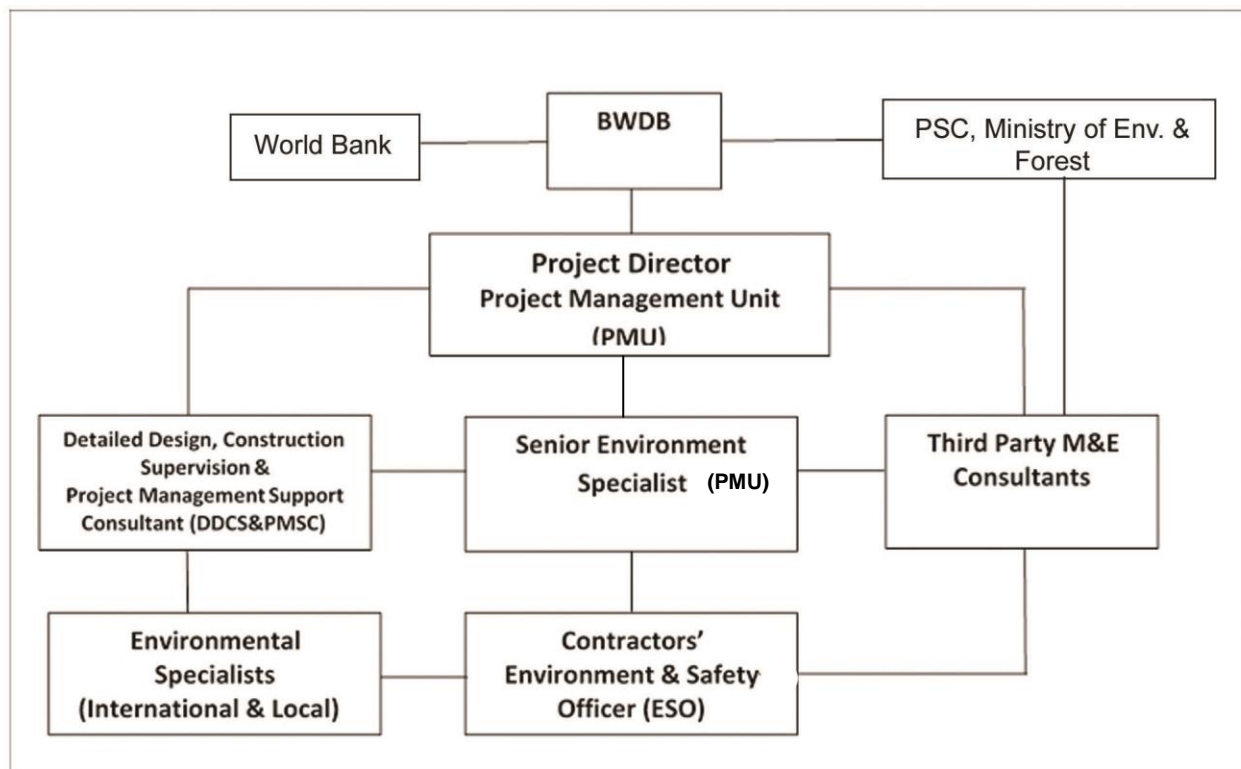 BWDB
World Bank
PSC, Ministry of Env. &
Forest
Project Director
Project Management Unit
(PMU)
Detailed Design, Construction
Supervision &
Project Management Support
Consultant (DDCS&PMSC)
Senior Environment
Specialist (PMU)
Third Party M&E
Consultants
Environmental
Specialists
(International & Local)
Contractors'
Environment & Safety
Officer (ESO)